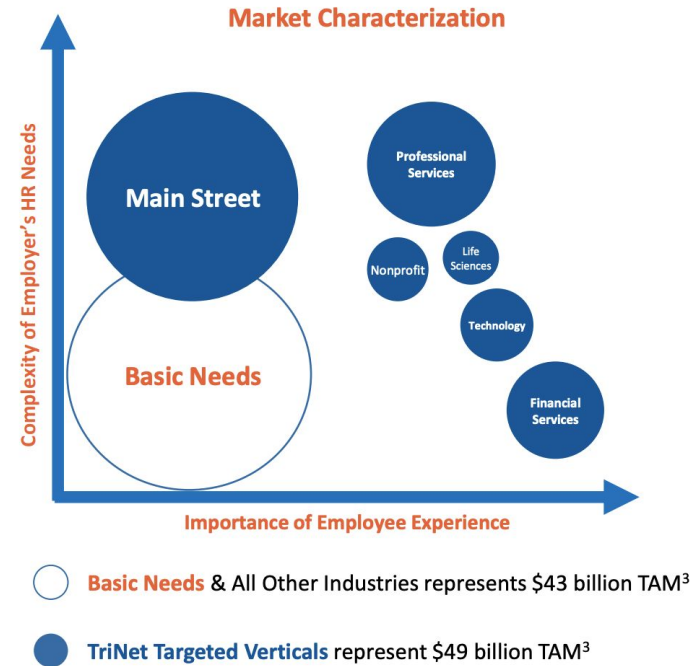 Market Characterization
Complexity of Employer's HR Needs
Main Street
Basic Needs
Professional
Services
Nonprofit
Life
Sciences
Technology
Financial
Services
Importance of Employee Experience
Basic Needs & All Other Industries represents $43 billion TAM³
TriNet Targeted Verticals represent $49 billion TAM³